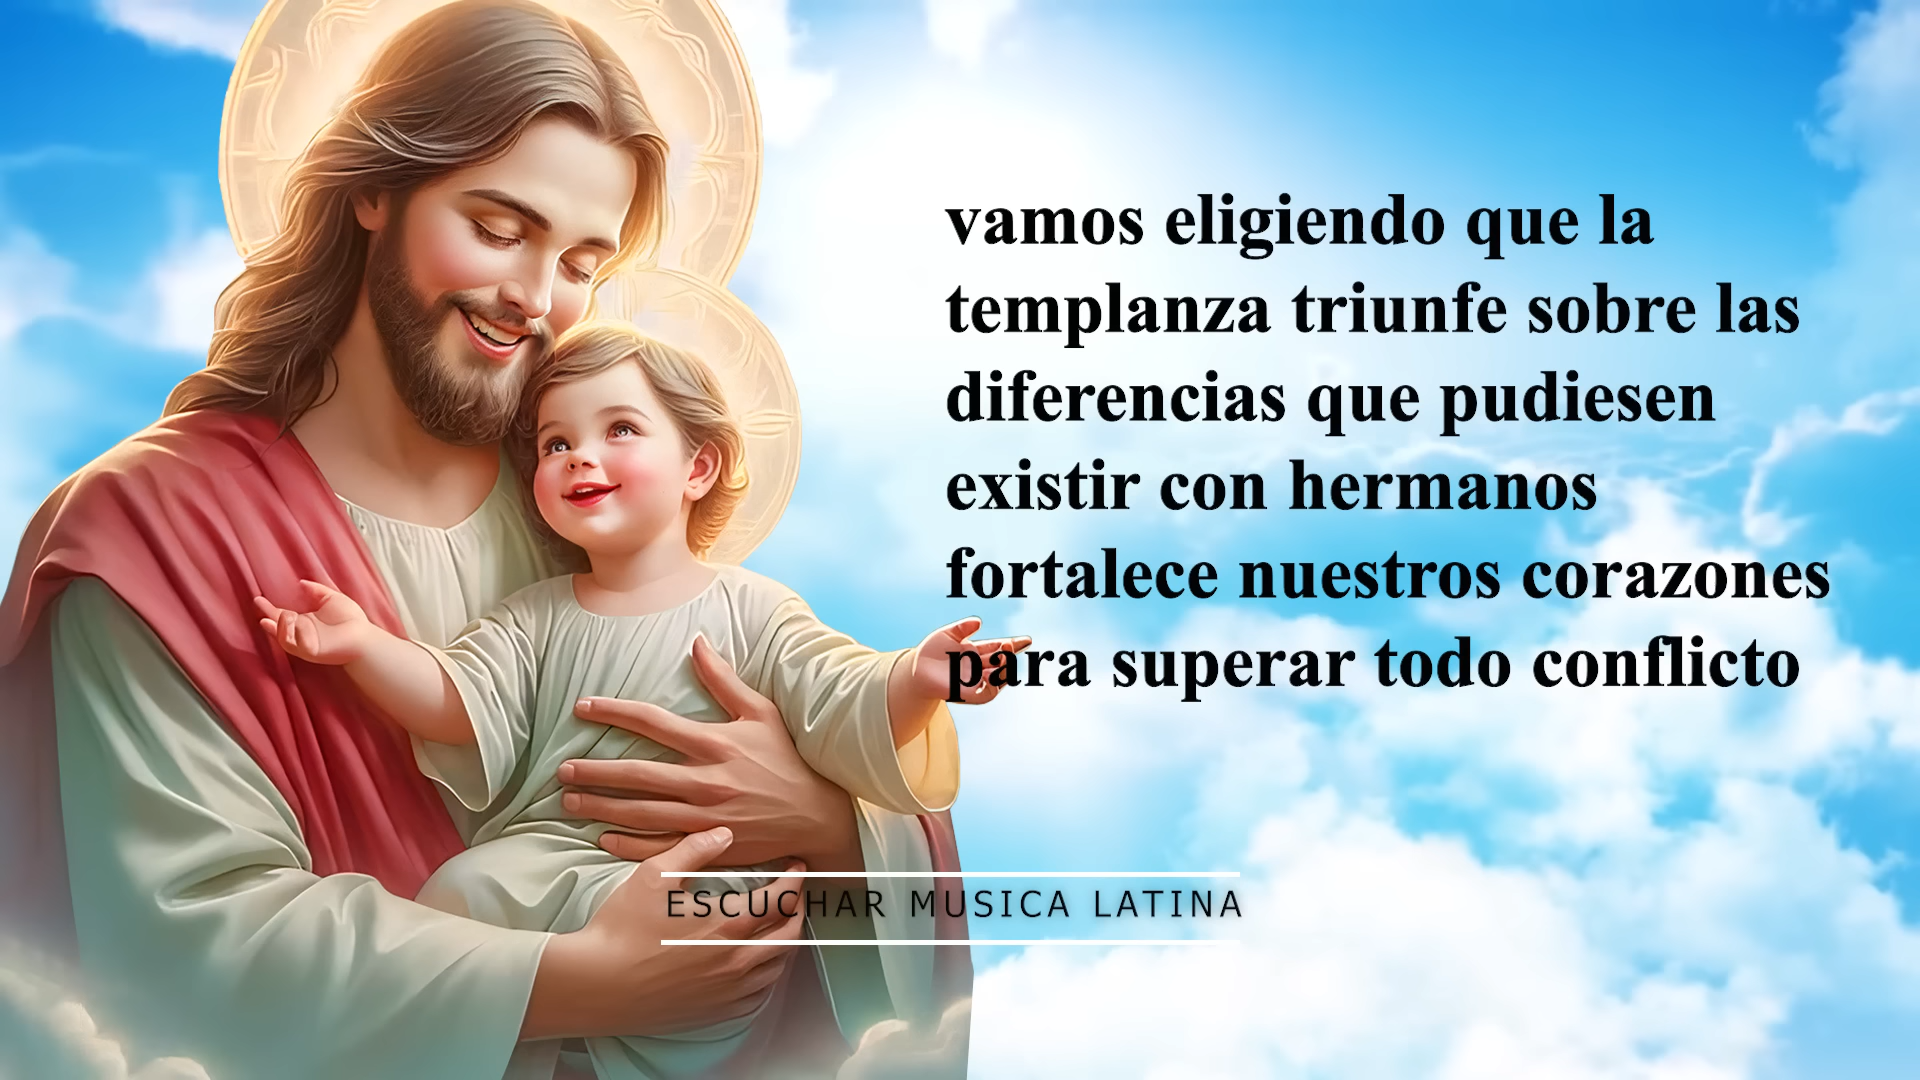 vamos eligiendo que la
templanza triunfe sobre las
diferencias que pudiesen
existir con hermanos
fortalece nuestros corazones
para superar todo conflicto
ESCUCHAR MUSICA LATINA